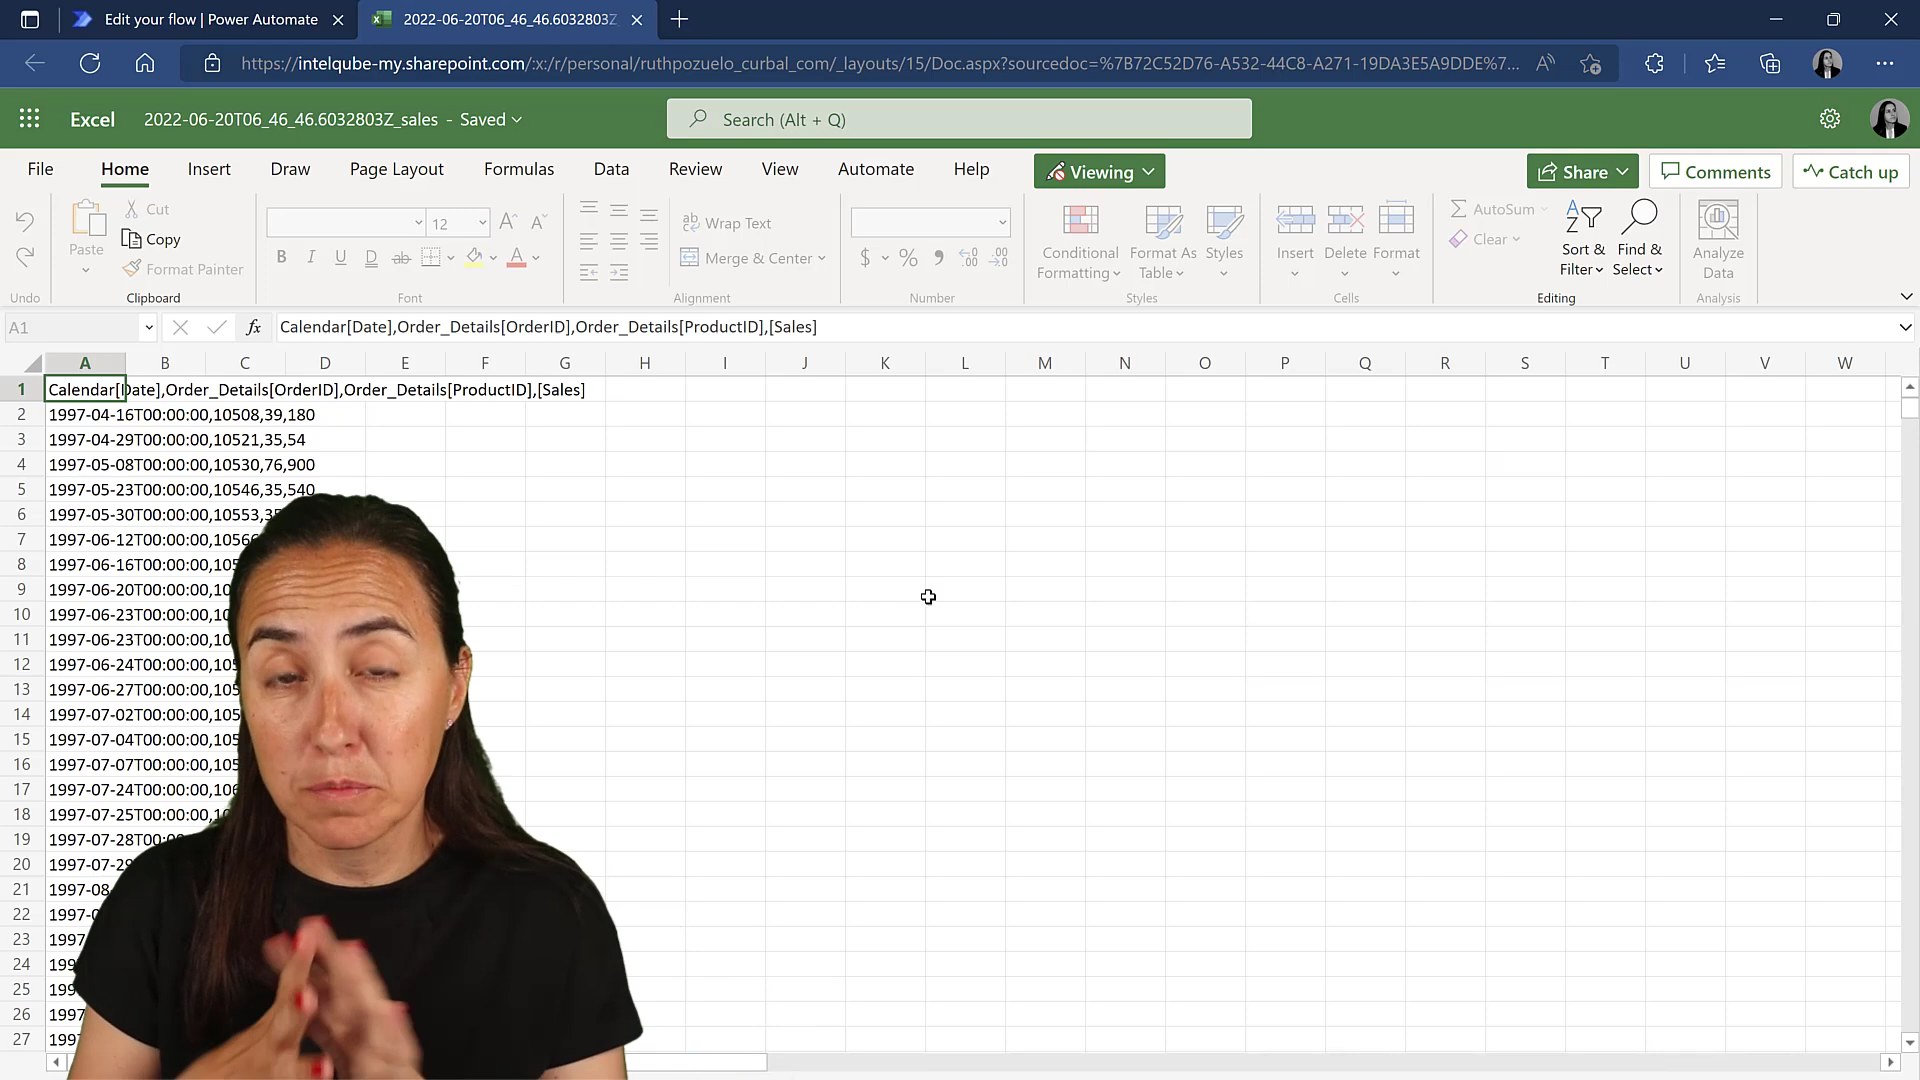 Edit your flow | Power Automate
2022-06-20T06_46_46.6032803Z
https://intelqube-my.sharepoint.com/:x:/r/personal/ruthpozuelo_curbal_com/_layouts/15/Doc.aspx?sourcedoc=%7B72C52D76-A532-44C8-A271-19DA3E5A9DDE%7...
Excel 2022-06-20T06_46_46.6032803Z_sales - Saved
Search (Alt + Q)
File Home Insert Draw Page Layout Formulas Data Review View Automate Help Viewing Share Comments Catch up
Cut
Copy
Format Painter
Paste
12
Wrap Text
Merge & Center
Conditional Formatting
Format As Table
Styles
Insert
Delete
Format
AutoSum
Clear
Sort & Filter
Find & Select
Analyze Data
Undo Clipboard Font Alignment Number Styles Cells Editing Analysis
A1 fx Calendar[Date],Order_Details[OrderID],Order_Details[ProductID],[Sales]
A B C D E F G H I J K L M N O P Q R S T U V W
1 Calendar[Date],Order_Details[OrderID],Order_Details[ProductID],[Sales]
2 1997-04-16T00:00:00,10508,39,180
3 1997-04-29T00:00:00,10521,35,54
4 1997-05-08T00:00:00,10530,76,900
5 1997-05-23T00:00:00,10546,35,540
6 1997-05-30T00:00:00,10553,35
7 1997-06-12T00:00:00,10566
8 1997-06-16T00:00:00,105
9 1997-06-20T00:00:00,10
10 1997-06-23T00:00:00,10
11 1997-06-23T00:00:00,10
12 1997-06-24T00:00:00,105
13 1997-06-27T00:00:00,105
14 1997-07-02T00:00:00,105
15 1997-07-04T00:00:00,105
16 1997-07-07T00:00:00,105
17 1997-07-24T00:00:00,106
18 1997-07-25T00:00:00,10
19 1997-07-28T00:00
20 1997-07-29
21 1997-08-
22 1997-0
23 1997
24 199
25 199
26 1997
27 1997